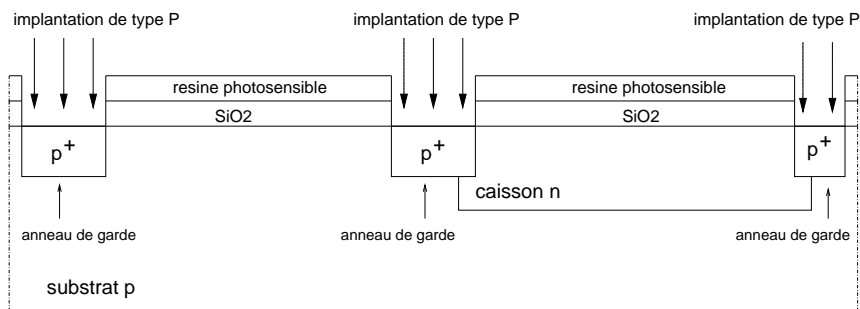 implantation de type P implantation de type P implantation de type P
resine photosensible resine photosensible
SiO2 SiO2
p+ p+ p+
caisson n
anneau de garde anneau de garde anneau de garde
substrat p